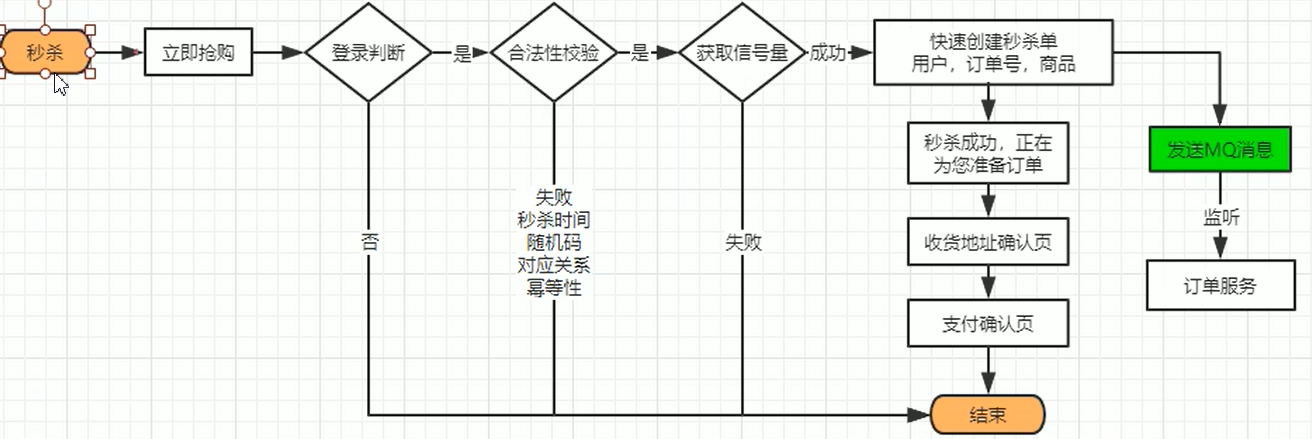 秒杀
立即抢购
登录判断
是
合法性校验
是
获取信号量
成功
快速创建秒杀单
用户，订单号，商品
秒杀成功，正在
为您准备订单
发送MQ消息
失败
秒杀时间
随机码
对应关系
幂等性
否
失败
监听
收货地址确认页
订单服务
支付确认页
结束